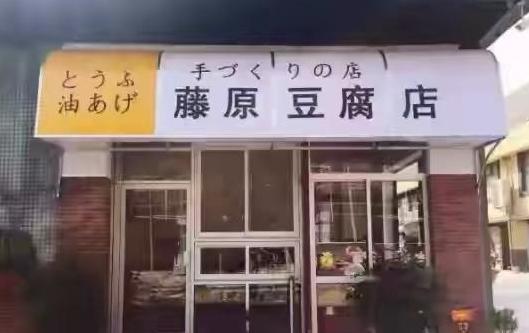 とうふ
油あげ
手づくりの店
藤原豆腐店